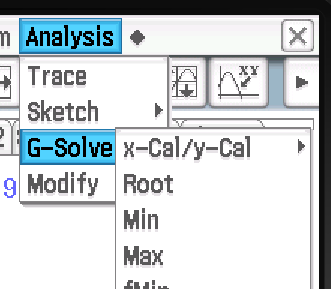 Analysis
Trace
Sketch
G-Solve
Modify
x-Cal/y-Cal
Root
Min
Max